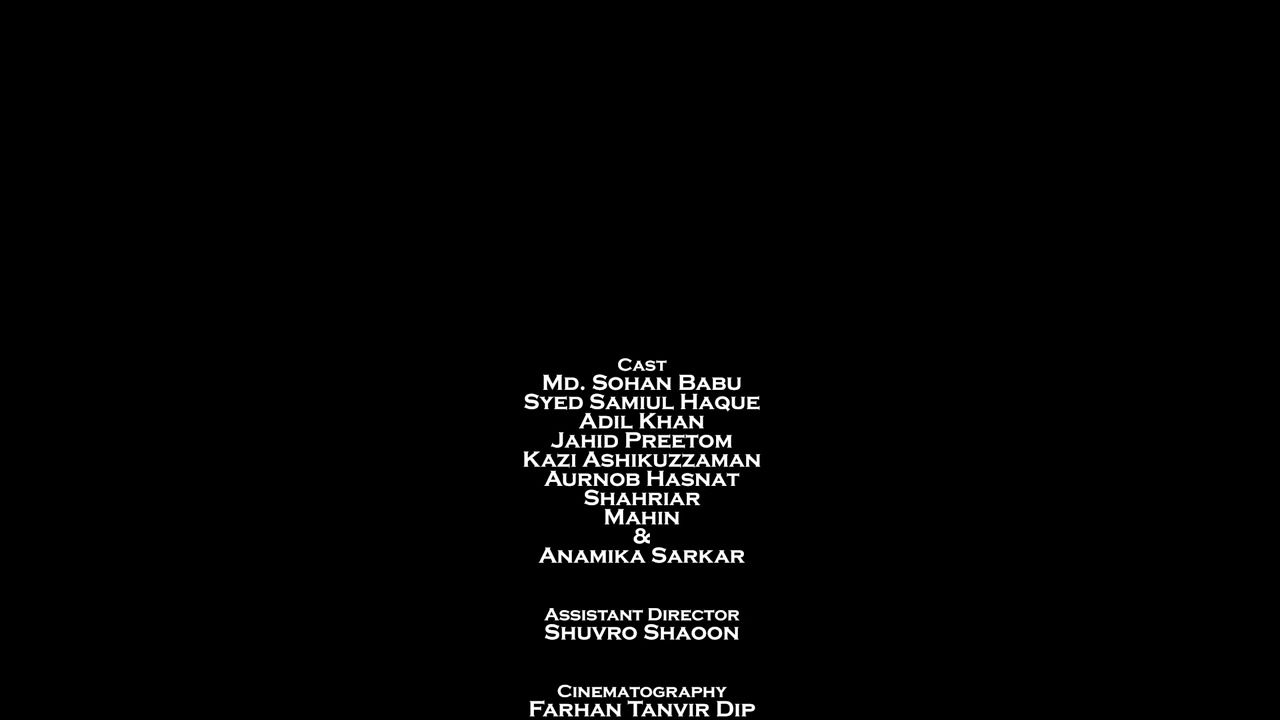 Cast
Md. Sohan Babu
Syed Samiul Haque
Adil Khan
Jahid Preetom
Kazi Ashikuzzaman
Aurnob Hasnat
Shahriar
Mahin
&
Anamika Sarkar
Assistant Director
Shuvro Shaoon
Cinematography
Farhan Tanvir Dip